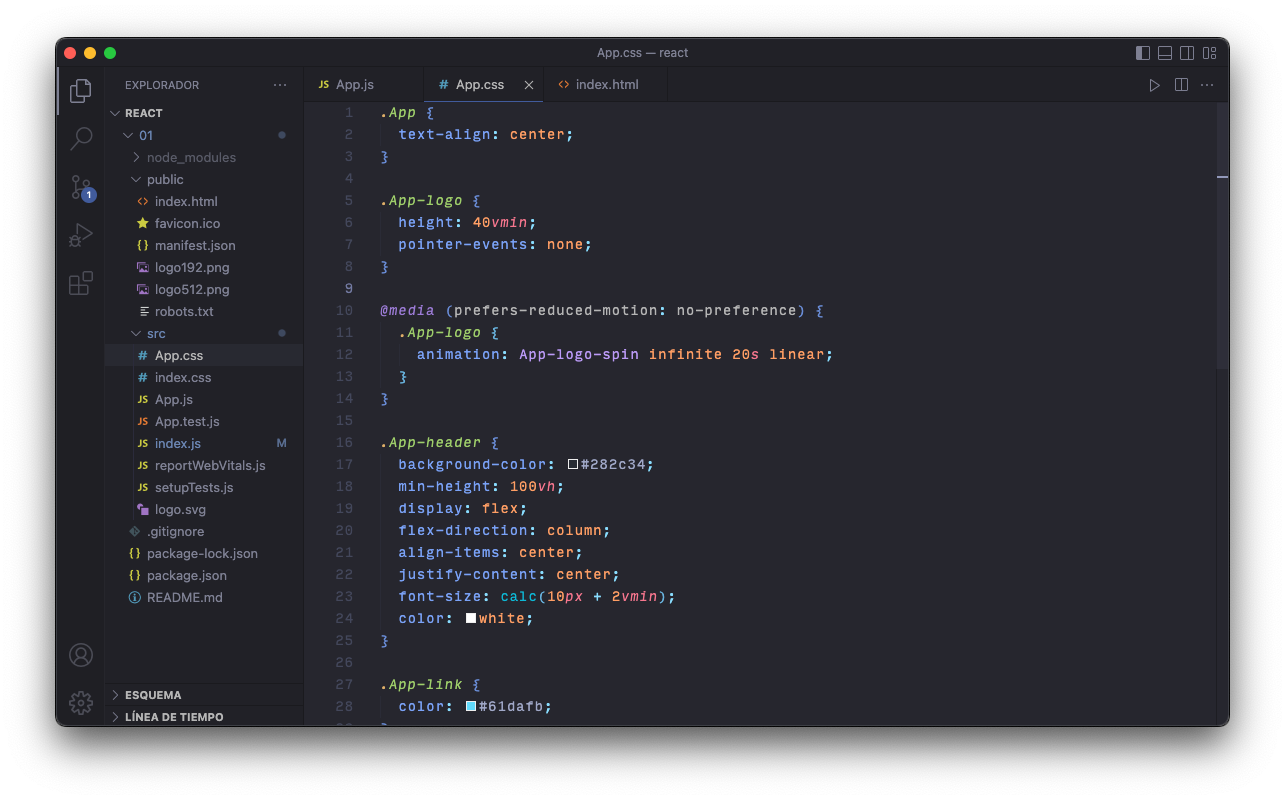 App.css — react
EXPLORADOR
REACT
01
node_modules
public
index.html
favicon.ico
{} manifest.json
logo192.png
logo512.png
robots.txt
src
# App.css
# index.css
JS App.js
JS App.test.js
JS index.js M
JS reportWebVitals.js
JS setupTests.js
logo.svg
.gitignore
{} package-lock.json
{} package.json
README.md
ESQUEMA
LÍNEA DE TIEMPO
1
JS App.js
# App.css
<> index.html
1 .App {
2 text-align: center;
3 }
4
5 .App-logo {
6 height: 40vmin;
7 pointer-events: none;
8 }
9
10 @media (prefers-reduced-motion: no-preference) {
11 .App-logo {
12 animation: App-logo-spin infinite 20s linear;
13 }
14 }
15
16 .App-header {
17 background-color: #282c34;
18 min-height: 100vh;
19 display: flex;
20 flex-direction: column;
21 align-items: center;
22 justify-content: center;
23 font-size: calc(10px + 2vmin);
24 color: white;
25 }
26
27 .App-link {
28 color: #61dafb;